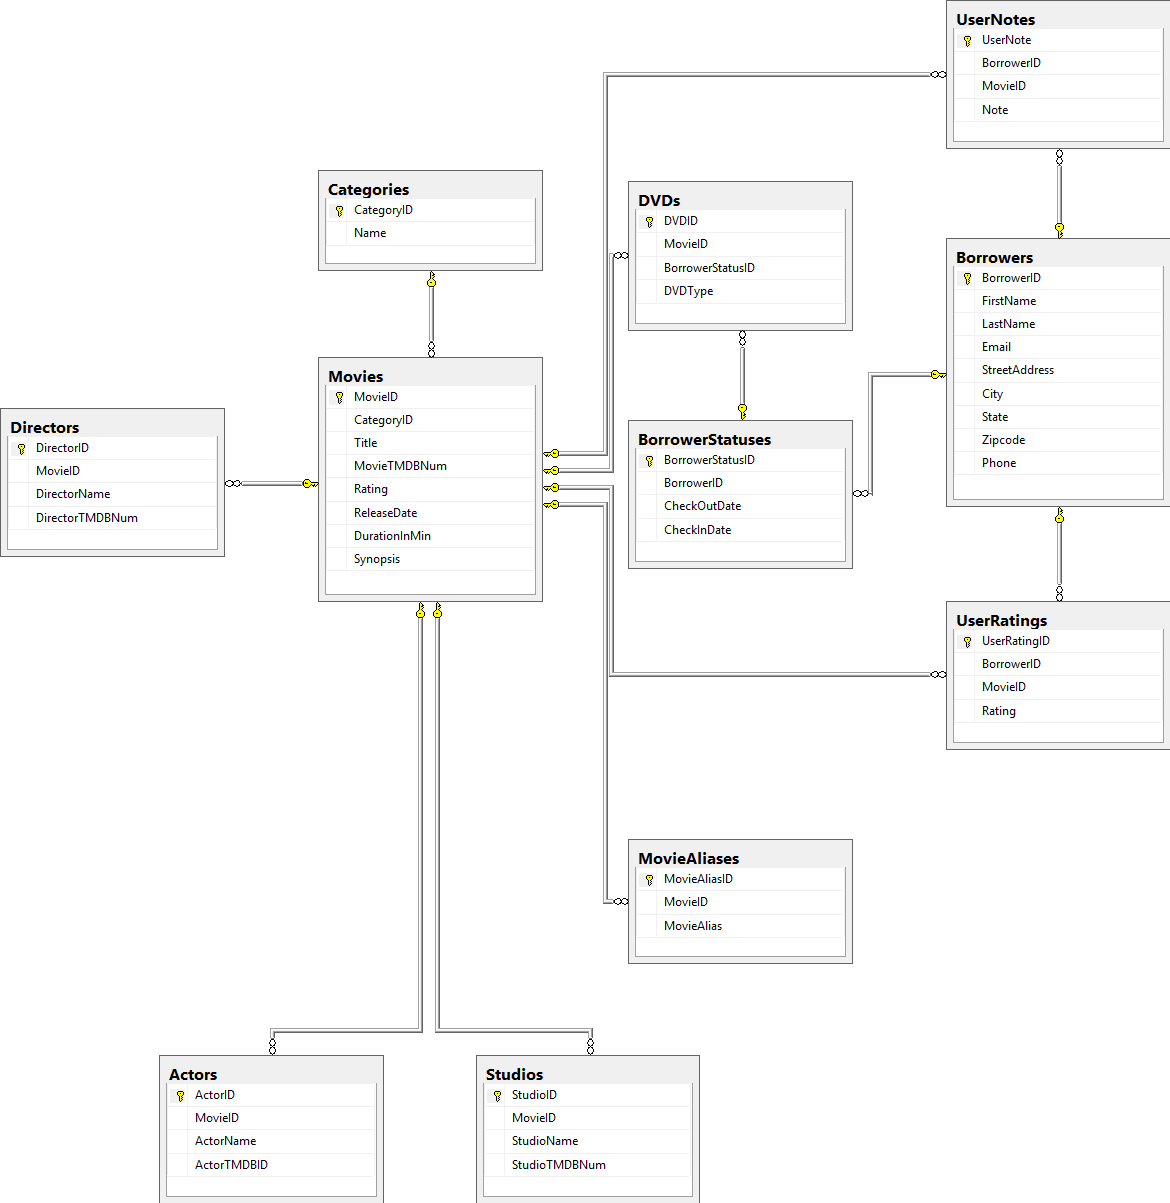 UserNotes
UserNote
BorrowerID
MovieID
Note
Categories
CategoryID
Name
DVDs
DVDID
MovieID
BorrowerStatusID
DVDType
Borrowers
BorrowerID
FirstName
LastName
Email
StreetAddress
City
State
Zipcode
Phone
Movies
MovieID
CategoryID
Title
MovieTMDBNum
Rating
ReleaseDate
DurationInMin
Synopsis
Directors
DirectorID
MovieID
DirectorName
DirectorTMDBNum
BorrowerStatuses
BorrowerStatusID
BorrowerID
CheckOutDate
CheckInDate
UserRatings
UserRatingID
BorrowerID
MovieID
Rating
MovieAliases
MovieAliasID
MovieID
MovieAlias
Actors
ActorID
MovieID
ActorName
ActorTMDBID
Studios
StudioID
MovieID
StudioName
StudioTMDBNum